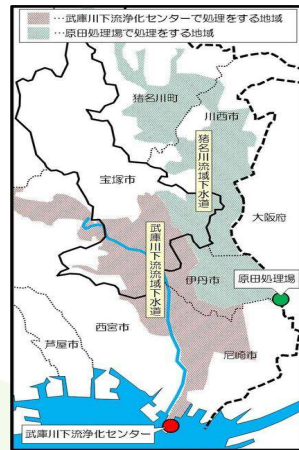 …武庫川下流浄化センターで処理をする地域
…原田処理場で処理をする地域
猪名川町
川西市
猪名川流域下水道
宝塚市
大阪府
武庫川下流流域下水道
伊丹市
原田処理場
西宮市
芦屋市
尼崎市
武庫川下流浄化センター